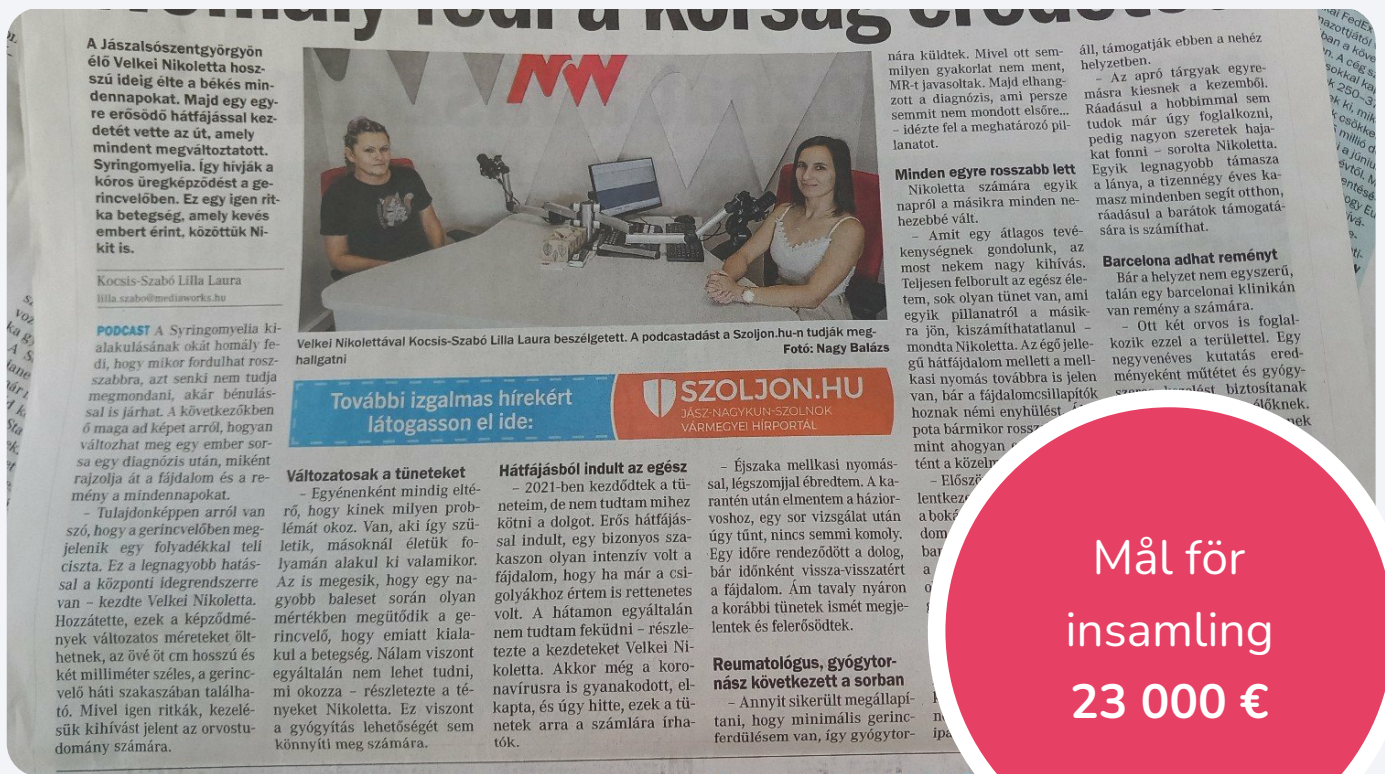 Homály fedi a kórság eredetét
A Jászalsószentgyörgyön
élő Velkei Nikoletta hosz-
szú ideig élte a békés min-
dennapokat. Majd egy egy-
re erősödő hátfájással kez-
detét vette az út, amely
mindent megváltoztatott.
Syringomyelia. Így hívják a
kóros üregképződést a ge-
rincvelőben. Ez egy igen rit-
ka betegség, amely kevés
embert érint, közöttük Ni-
kit is.
Kocsis-Szabó Lilla Laura
lilla.szabo@mediaworks.hu
PODCAST A Syringomyelia ki-
alakulásának okát homály fe-
di, hogy mikor fordulhat rosz-
szabbra, azt senki nem tudja
megmondani, akár bénulás-
sal is járhat. A következőkben
ő maga ad képet arról, hogyan
változhat meg egy ember sor-
sa egy diagnózis után, miként
rajzolja át a fájdalom és a re-
mény a mindennapokat.
– Tulajdonképpen arról van
szó, hogy a gerincvelőben meg-
jelenik egy folyadékkal teli
ciszta. Ez a legnagyobb hatás-
sal a központi idegrendszerre
van – kezdte Velkei Nikoletta.
Hozzátette, ezek a képződmé-
nyek változatos méreteket ölt-
hetnek, az övé öt cm hosszú és
két milliméter széles, a gerinc-
velő háti szakaszában találha-
tó. Mivel igen ritkák, kezelé-
sük kihívást jelent az orvostu-
domány számára.
Velkei Nikolettával Kocsis-Szabó Lilla Laura beszélgetett. A podcastadást a Szoljon.hu-n tudják meg-
hallgatni
Fotó: Nagy Balázs
További izgalmas hírekért
látogasson el ide:
SZOLJON.HU
JÁSZ-NAGYKUN-SZOLNOK
VÁRMEGYEI HÍRPORTÁL
Változatosak a tüneteket
– Egyénenként mindig elté-
rő, hogy kinek milyen prob-
lémát okoz. Van, aki így szü-
letik, másoknál életük fo-
lyamán alakul ki valamikor.
Az is megesik, hogy egy na-
gyobb baleset során olyan
mértékben megütődik a ge-
rincvelő, hogy emiatt kiala-
kul a betegség. Nálam viszont
egyáltalán nem lehet tudni,
mi okozza – részletezte a té-
nyeket Nikoletta. Ez viszont
a gyógyítás lehetőségét sem
könnyíti meg számára.
Hátfájásból indult az egész
– 2021-ben kezdődtek a tü-
neteim, de nem tudtam mihez
kötni a dolgot. Erős hátfájás-
sal indult, egy bizonyos sza-
kaszon olyan intenzív volt a
fájdalom, hogy ha már a csi-
golyákhoz értem is rettenetes
volt. A hátamon egyáltalán
nem tudtam feküdni – részle-
tezte a kezdeteket Velkei Ni-
koletta. Akkor még a koro-
navírusra is gyanakodott, el-
kapta, és úgy hitte, ezek a tü-
netek arra a számlára írha-
tók.
– Éjszaka mellkasi nyomás-
sal, légszomjjal ébredtem. A ka-
rantén után elmentem a házior-
voshoz, egy sor vizsgálat után
úgy tűnt, nincs semmi komoly.
Egy időre rendeződött a dolog,
bár időnként vissza-visszatért
a fájdalom. Ám tavaly nyáron
a korábbi tünetek ismét megje-
lentek és felerősödtek.
Reumatológus, gyógytor-
nász következett a sorban
– Annyit sikerült megállapí-
tani, hogy minimális gerinc-
ferdülésem van, így gyógytor-
nára küldtek. Mivel ott sem-
milyen gyakorlat nem ment,
MR-t javasoltak. Majd elhang-
zott a diagnózis, ami persze
semmit nem mondott elsőre...
– idézte fel a meghatározó pil-
lanatot.
Minden egyre rosszabb lett
Nikoletta számára egyik
napról a másikra minden ne-
hezebbé vált.
– Amit egy átlagos tevé-
kenységnek gondolunk, az
most nekem nagy kihívás.
Teljesen felborult az egész éle-
tem, sok olyan tünet van, ami
egyik pillanatról a másik-
ra jön, kiszámíthatatlanul –
mondta Nikoletta. Az égő jelle-
gű hátfájdalom mellett a mell-
kasi nyomás továbbra is jelen
van, bár a fájdalomcsillapítók
hoznak némi enyhülést
pota bármikor rossz
mint ahogyan
tént a közelm
– Előszö
lentkez
a boká
dom
bar
a
áll, támogatják ebben a nehéz
helyzetben.
– Az apró tárgyak egyre-
másra kiesnek a kezemből.
Ráadásul a hobbimmal sem
tudok már úgy foglalkozni,
pedig nagyon szeretek haja-
kat fonni – sorolta Nikoletta.
Egyik legnagyobb támasza
a lánya, a tizennégy éves ka-
masz mindenben segít otthon,
ráadásul a barátok támogatá-
sára is számíthat.
Barcelona adhat reményt
Bár a helyzet nem egyszerű,
talán egy barcelonai klinikán
van remény a számára.
– Ott két orvos is foglal-
kozik ezzel a területtel. Egy
negyvenéves kutatás ered-
ményeként műtétet és gyógy-
biztosítanak
élőknek.
Mål för
insamling
23 000 €